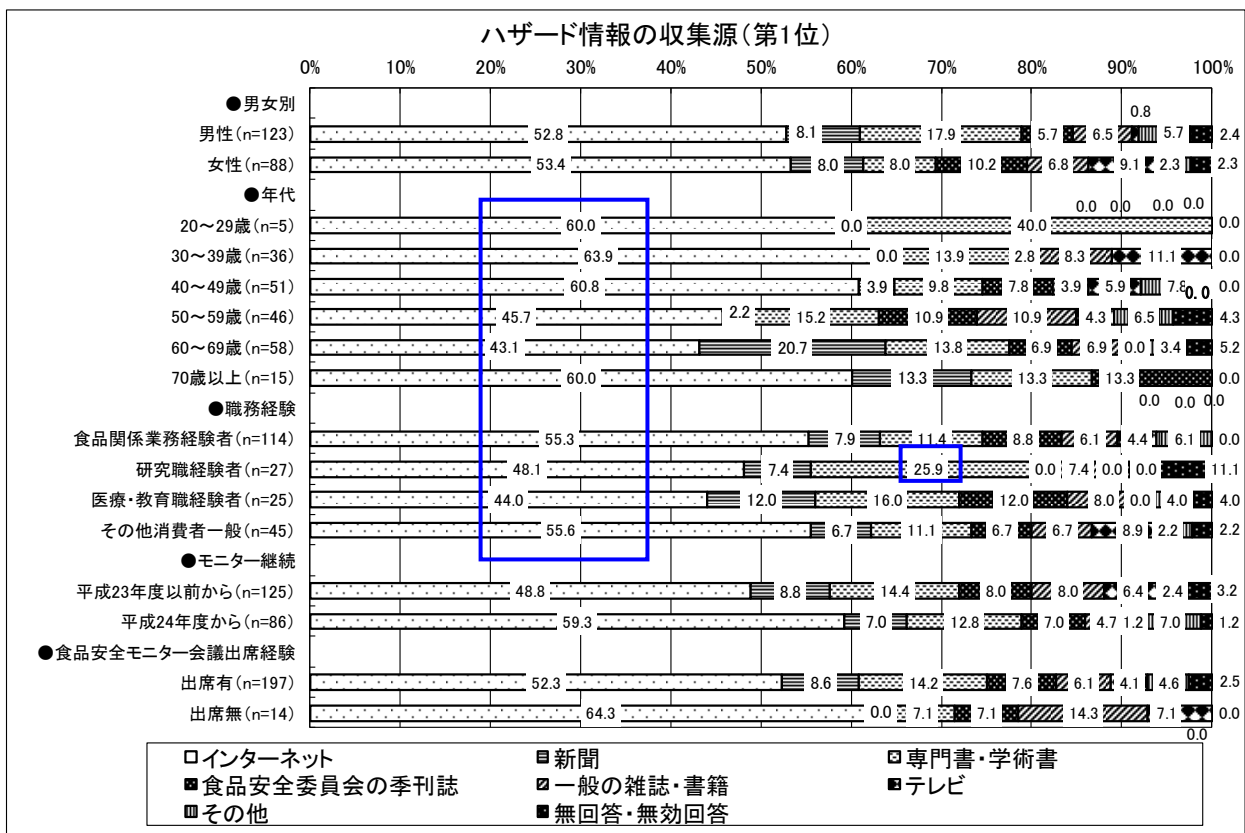 ハザード情報の収集源（第1位）
0% 10% 20% 30% 40% 50% 60% 70% 80% 90% 100%
●男女別
0.8
男性(n=123) 52.8 8.1 17.9 5.7 6.5 5.7 2.4
女性(n=88) 53.4 8.0 8.0 10.2 6.8 9.1 2.3 2.3
●年代
0.0 0.0 0.0 0.0
20～29歳(n=5) 60.0 0.0 40.0 0.0
30～39歳(n=36) 63.9 0.0 13.9 2.8 8.3 11.1 0.0
40～49歳(n=51) 60.8 3.9 9.8 7.8 3.9 5.9 7.8 0.0 0.0
50～59歳(n=46) 45.7 2.2 15.2 10.9 10.9 4.3 6.5 4.3
60～69歳(n=58) 43.1 20.7 13.8 6.9 6.9 0.0 3.4 5.2
70歳以上(n=15) 60.0 13.3 13.3 13.3 0.0
●職務経験
0.0 0.0 0.0
食品関係業務経験者(n=114) 55.3 7.9 11.4 8.8 6.1 4.4 6.1 0.0
研究職経験者(n=27) 48.1 7.4 25.9 0.0 7.4 0.0 0.0 11.1
医療・教育職経験者(n=25) 44.0 12.0 16.0 12.0 8.0 0.0 4.0 4.0
その他消費者一般(n=45) 55.6 6.7 11.1 6.7 6.7 8.9 2.2 2.2
●モニター継続
平成23年度以前から(n=125) 48.8 8.8 14.4 8.0 8.0 6.4 2.4 3.2
平成24年度から(n=86) 59.3 7.0 12.8 7.0 4.7 1.2 7.0 1.2
●食品安全モニター会議出席経験
出席有(n=197) 52.3 8.6 14.2 7.6 6.1 4.1 4.6 2.5
出席無(n=14) 64.3 0.0 7.1 7.1 14.3 7.1 0.0
0.0
インターネット 新聞 専門書・学術書
食品安全委員会の季刊誌 一般の雑誌・書籍 テレビ
その他 無回答・無効回答